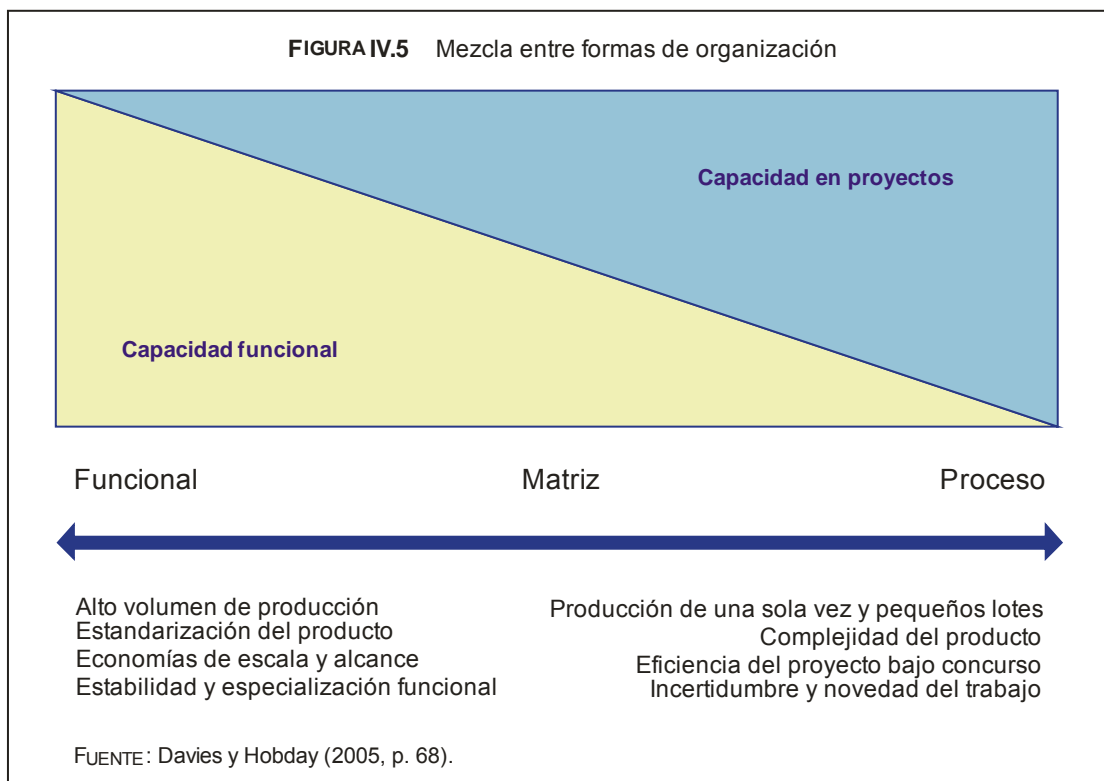 FIGURA IV.5 Mezcla entre formas de organización
Capacidad en proyectos
Capacidad funcional
Funcional Matriz Proceso
Alto volumen de producción
Estandarización del producto
Economías de escala y alcance
Estabilidad y especialización funcional
Producción de una sola vez y pequeños lotes
Complejidad del producto
Eficiencia del proyecto bajo concurso
Incertidumbre y novedad del trabajo
FUENTE: Davies y Hobday (2005, p. 68).